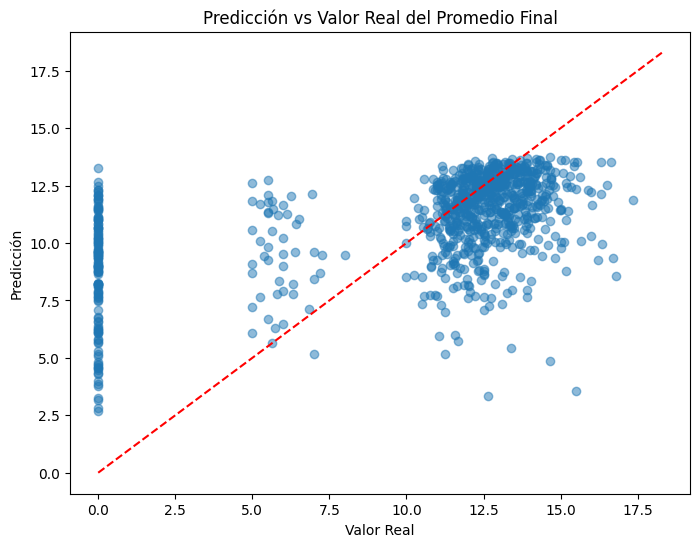 Predicción vs Valor Real del Promedio Final
Predicción
17.5
15.0
12.5
10.0
7.5
5.0
2.5
0.0
0.0 2.5 5.0 7.5 10.0 12.5 15.0 17.5
Valor Real